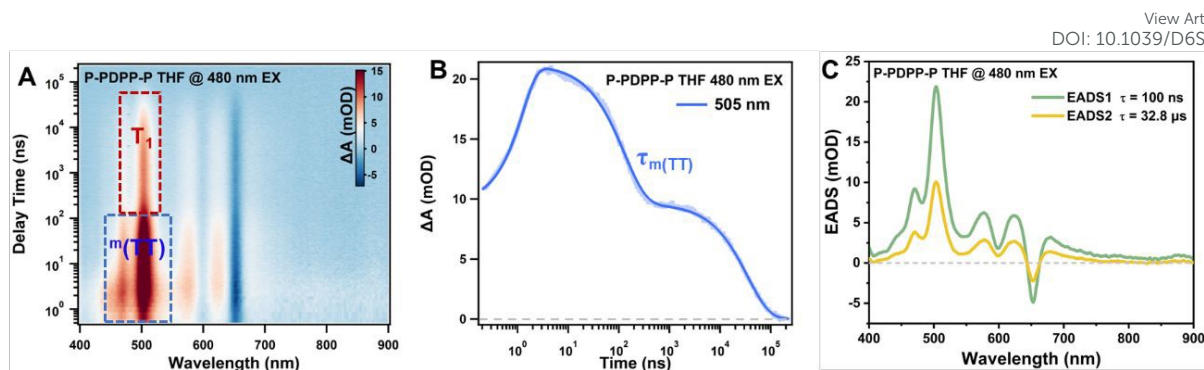 View Art
DOI: 10.1039/D6S
A
P-PDPP-P THF @ 480 nm EX
T1
m(TT)
15
10
5
0
-5
ΔA (mOD)
Delay Time (ns)
10^5
10^4
10^3
10^2
10^1
10^0
400 500 600 700 800 900
Wavelength (nm)
B
P-PDPP-P THF 480 nm EX
505 nm
τm(TT)
ΔA (mOD)
20
15
10
5
0
10^0 10^1 10^2 10^3 10^4 10^5
Time (ns)
C
P-PDPP-P THF @ 480 nm EX
EADS1 τ = 100 ns
EADS2 τ = 32.8 μs
EADS (mOD)
25
20
15
10
5
0
-5
400 500 600 700 800 900
Wavelength (nm)